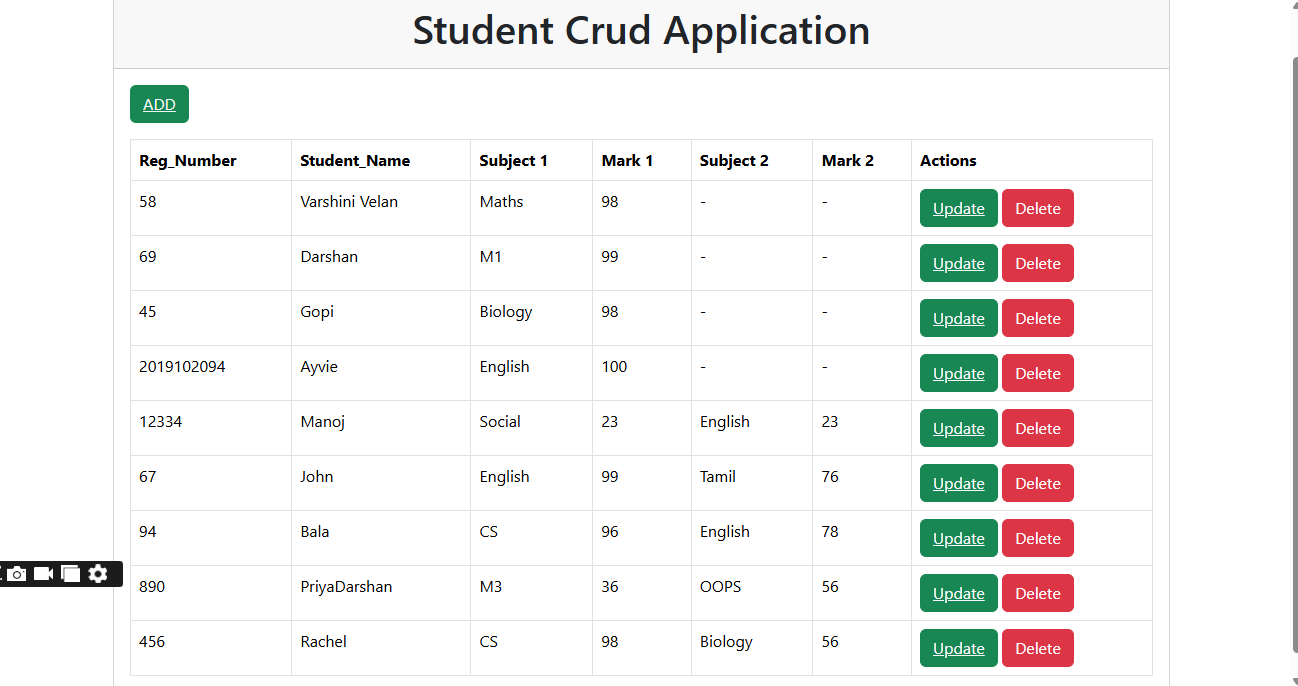 Student Crud Application
ADD
Reg_Number Student_Name Subject 1 Mark 1 Subject 2 Mark 2 Actions
58 Varshini Velan Maths 98 - - Update Delete
69 Darshan M1 99 - - Update Delete
45 Gopi Biology 98 - - Update Delete
2019102094 Ayvie English 100 - - Update Delete
12334 Manoj Social 23 English 23 Update Delete
67 John English 99 Tamil 76 Update Delete
94 Bala CS 96 English 78 Update Delete
890 PriyaDarshan M3 36 OOPS 56 Update Delete
456 Rachel CS 98 Biology 56 Update Delete